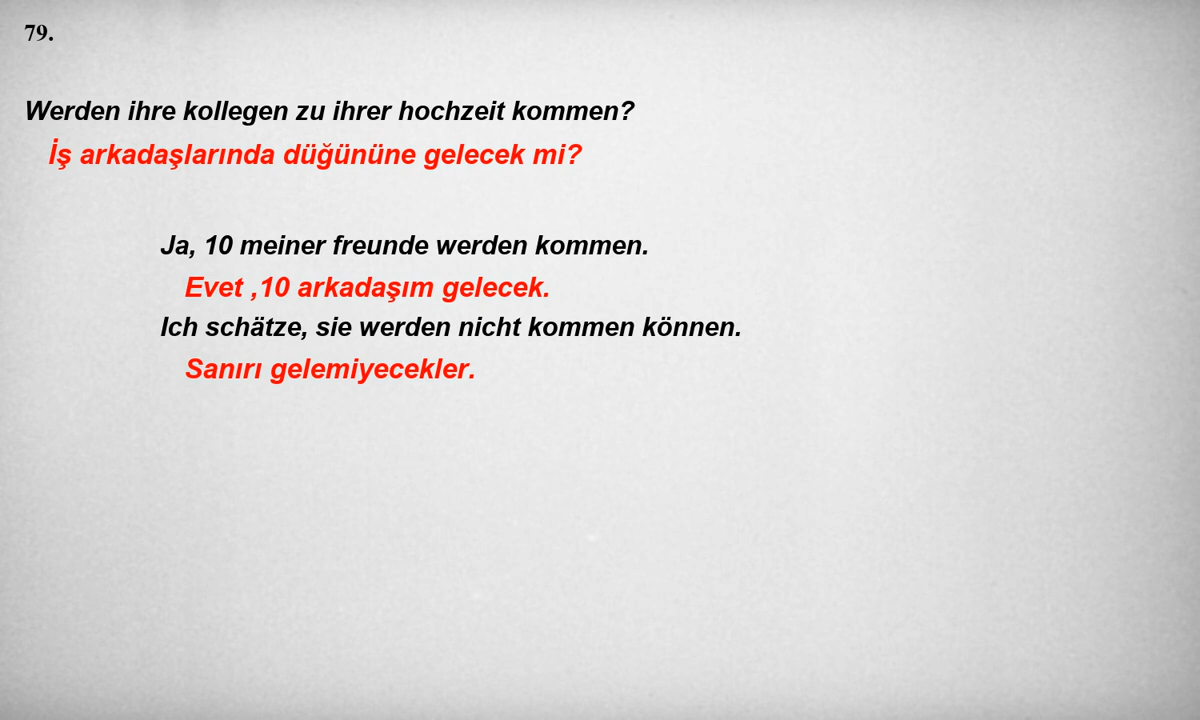 79.
Werden ihre kollegen zu ihrer hochzeit kommen?
İş arkadaşlarında düğününe gelecek mi?
Ja, 10 meiner freunde werden kommen.
Evet ,10 arkadaşım gelecek.
Ich schätze, sie werden nicht kommen können.
Sanırı gelemiyecekler.